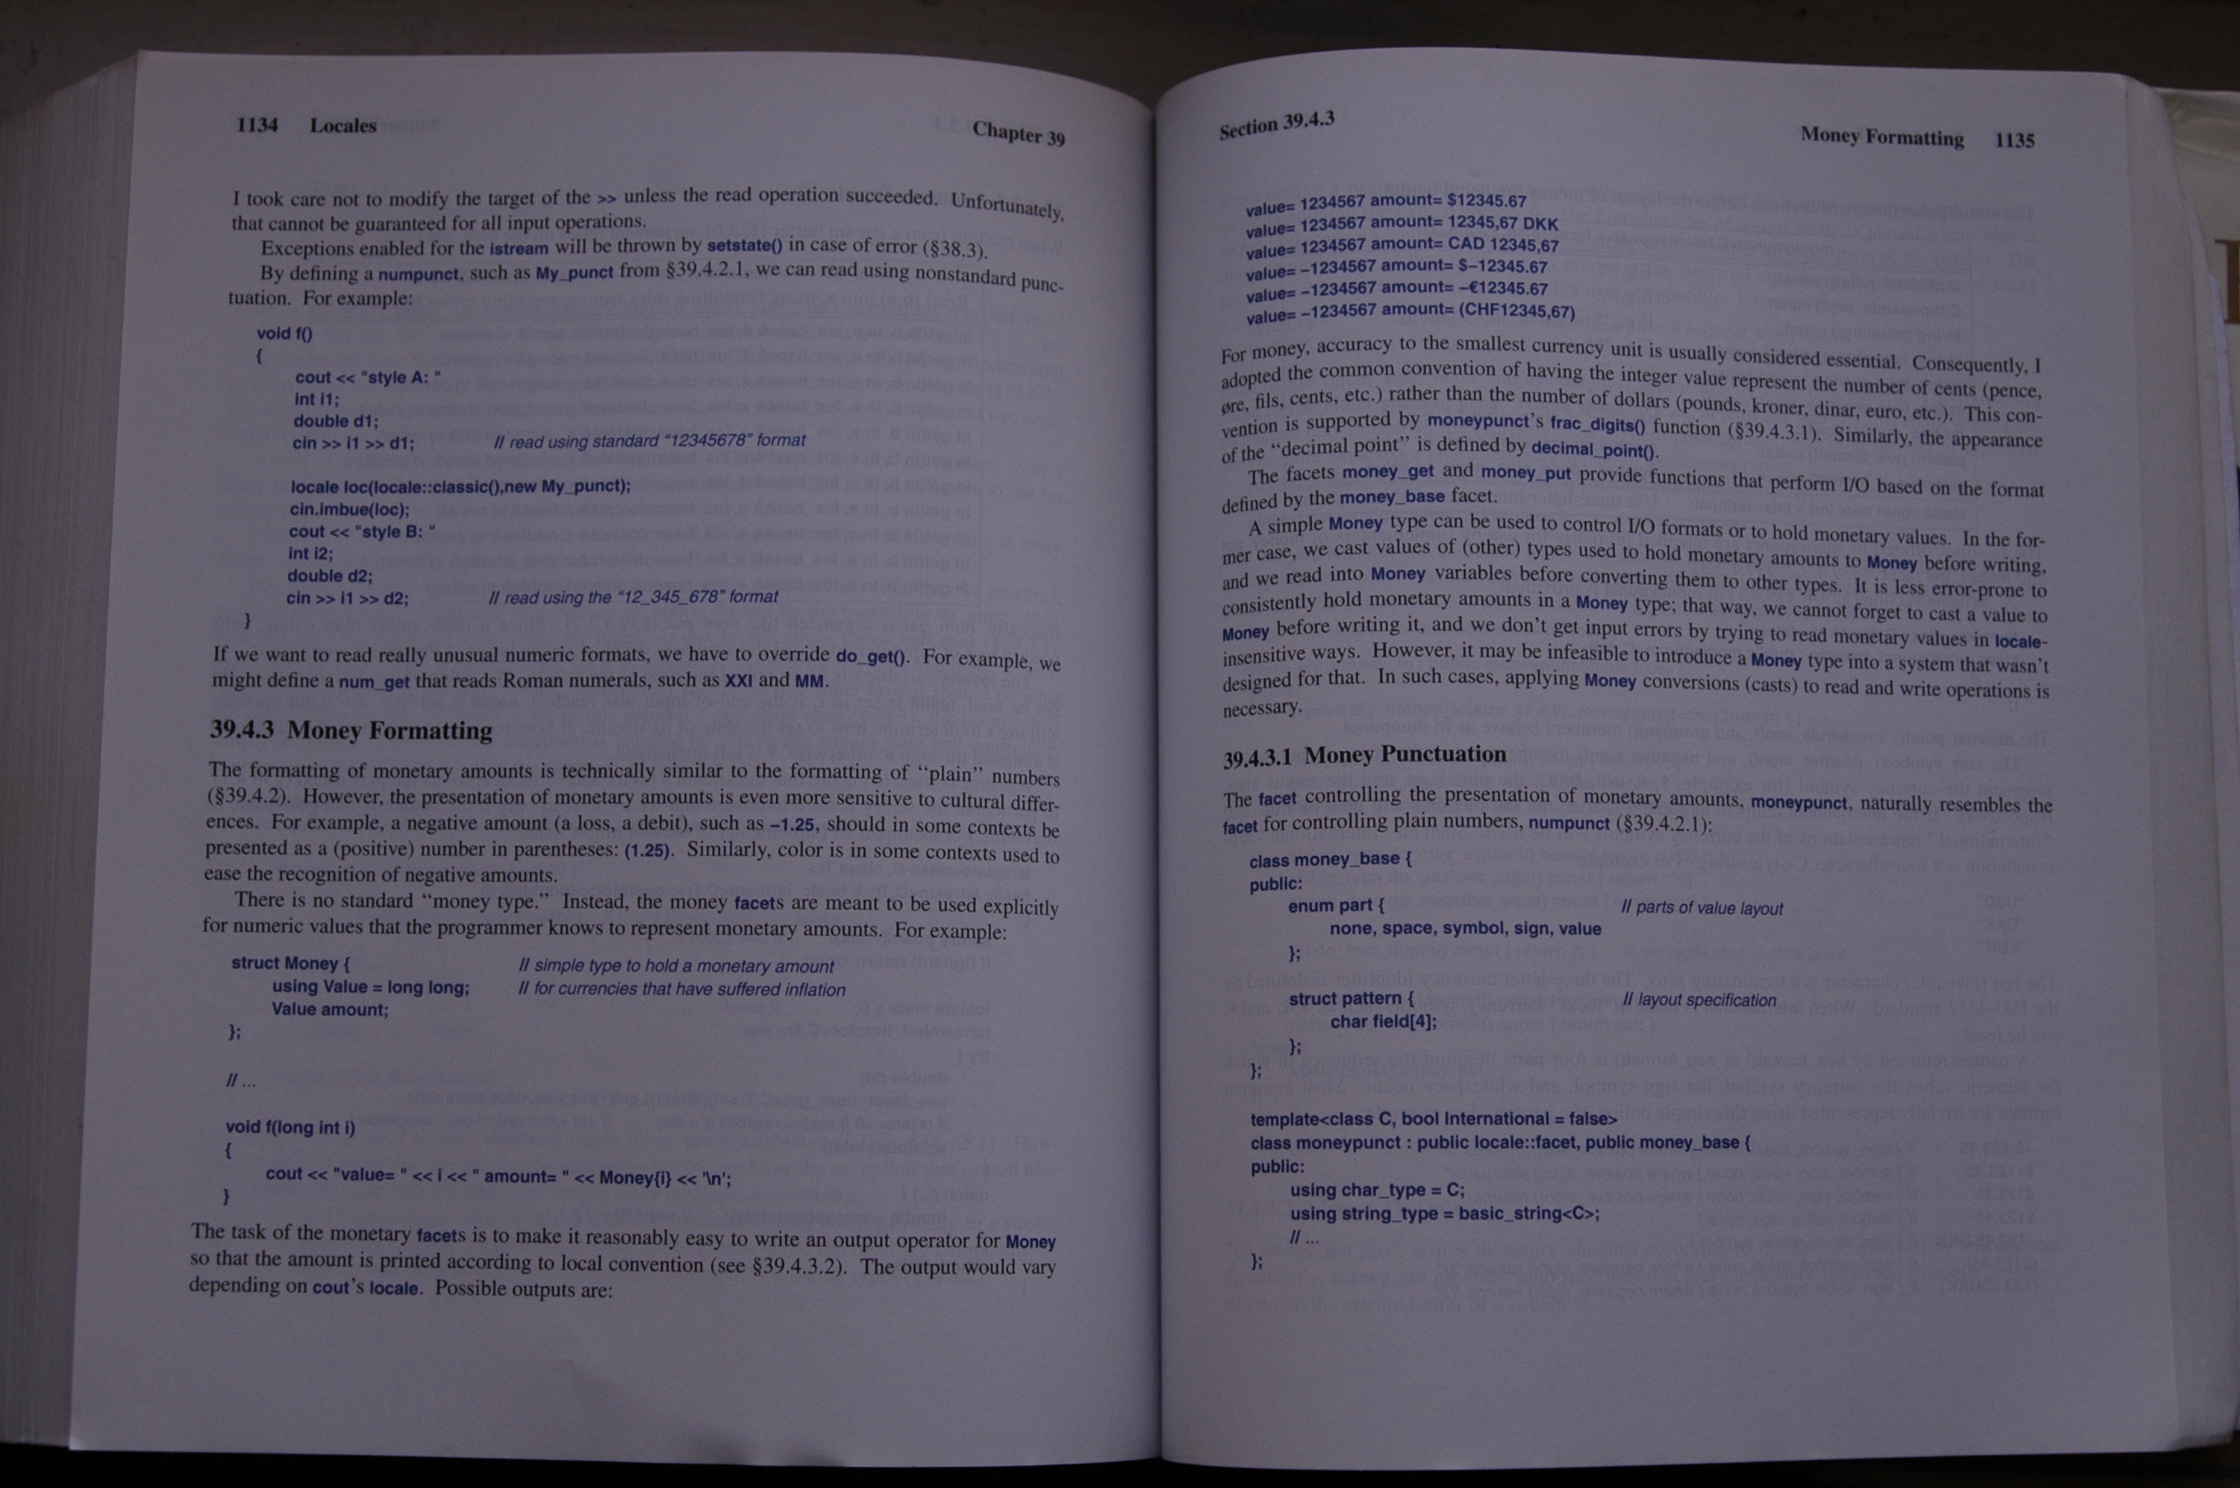 1134 Locales Chapter 39
I took care not to modify the target of the >> unless the read operation succeeded. Unfortunately,
that cannot be guaranteed for all input operations.
Exceptions enabled for the istream will be thrown by setstate() in case of error (§38.3).
By defining a numpunct, such as My_punct from §39.4.2.1, we can read using nonstandard punc-
tuation. For example:
void f()
{
cout << "style A: "
int i1;
double d1;
cin >> i1 >> d1; // read using standard "12345678" format
locale loc(locale::classic(),new My_punct);
cin.imbue(loc);
cout << "style B: "
int i2;
double d2;
cin >> i1 >> d2; // read using the "12_345_678" format
}
If we want to read really unusual numeric formats, we have to override do_get(). For example, we
might define a num_get that reads Roman numerals, such as XXI and MM.
39.4.3 Money Formatting
The formatting of monetary amounts is technically similar to the formatting of “plain” numbers
(§39.4.2). However, the presentation of monetary amounts is even more sensitive to cultural differ-
ences. For example, a negative amount (a loss, a debit), such as −1.25, should in some contexts be
presented as a (positive) number in parentheses: (1.25). Similarly, color is in some contexts used to
ease the recognition of negative amounts.
There is no standard “money type.” Instead, the money facets are meant to be used explicitly
for numeric values that the programmer knows to represent monetary amounts. For example:
struct Money { // simple type to hold a monetary amount
using Value = long long; // for currencies that have suffered inflation
Value amount;
};
// ...
void f(long int i)
{
cout << "value= " << i << " amount= " << Money{i} << '\n';
}
The task of the monetary facets is to make it reasonably easy to write an output operator for Money
so that the amount is printed according to local convention (see §39.4.3.2). The output would vary
depending on cout's locale. Possible outputs are:
Section 39.4.3 Money Formatting 1135
value= 1234567 amount= $12345.67
value= 1234567 amount= 12345,67 DKK
value= 1234567 amount= CAD 12345,67
value= −1234567 amount= $−12345.67
value= −1234567 amount= −€12345.67
value= −1234567 amount= (CHF12345,67)
For money, accuracy to the smallest currency unit is usually considered essential. Consequently, I
adopted the common convention of having the integer value represent the number of cents (pence,
øre, fils, cents, etc.) rather than the number of dollars (pounds, kroner, dinar, euro, etc.). This con-
vention is supported by moneypunct's frac_digits() function (§39.4.3.1). Similarly, the appearance
of the “decimal point” is defined by decimal_point().
The facets money_get and money_put provide functions that perform I/O based on the format
defined by the money_base facet.
A simple Money type can be used to control I/O formats or to hold monetary values. In the for-
mer case, we cast values of (other) types used to hold monetary amounts to Money before writing,
and we read into Money variables before converting them to other types. It is less error-prone to
consistently hold monetary amounts in a Money type; that way, we cannot forget to cast a value to
Money before writing it, and we don't get input errors by trying to read monetary values in locale-
insensitive ways. However, it may be infeasible to introduce a Money type into a system that wasn't
designed for that. In such cases, applying Money conversions (casts) to read and write operations is
necessary.
39.4.3.1 Money Punctuation
The facet controlling the presentation of monetary amounts, moneypunct, naturally resembles the
facet for controlling plain numbers, numpunct (§39.4.2.1):
class money_base {
public:
enum part { // parts of value layout
none, space, symbol, sign, value
};
struct pattern { // layout specification
char field[4];
};
};
template<class C, bool International = false>
class moneypunct : public locale::facet, public money_base {
public:
using char_type = C;
using string_type = basic_string<C>;
// ...
};